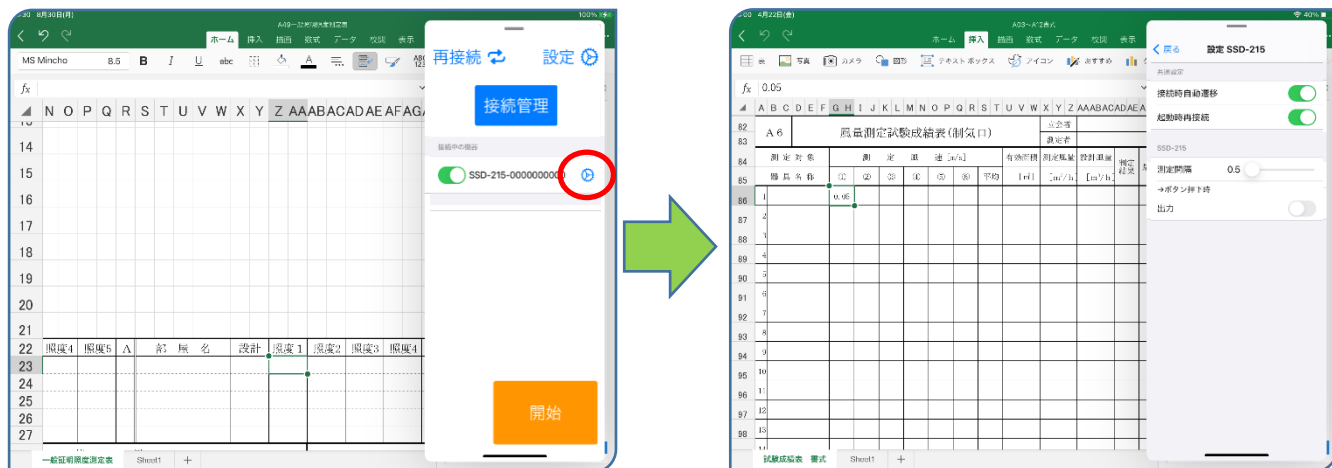 8月30日(月)
100%
MS Mincho 8.5 B I U abc
ホーム 挿入 描画 数式 データ 校閲 表示
fx
N O P Q R S T U V W X Y Z AA AB AC AD AE AF AG
14
15
16
17
18
19
20
21
22 照度4 照度5 A 部 屋 名 設計 照度1 照度2 照度3 照度4
23
24
25
26
27
一般証明照度測定表 Sheet1 +
再接続 設定
接続管理
接続中の機器
SSD-215-0000000000
開始
4月22日(金)
40%
ホーム 挿入 描画 数式 データ 校閲 表示
表 写真 カメラ 図形 テキスト ボックス アイコン おすすめ
fx 0.05
A B C D E F G H I J K L M N O P Q R S T U V W X Y Z AA AB AC AD AE A
82 A6 風量測定試験成績表(制気口) 立会者
83 測定者
84 測 定 対 象 測 定 風 速 [m/s] 有効面積 測定風量 設計風量 判定結果
85 器 具 名 称 ① ② ③ ④ ⑤ ⑥ 平均 [㎡] [m³/h] [m³/h]
86 1 0.05
87 2
88 3
89 4
90 5
91 6
92 7
93 8
94 9
95 10
96 11
97 12
98 13
試験成績表 書式 Sheet1 +
戻る 設定 SSD-215
共通設定
接続時自動遷移
起動時再接続
SSD-215
測定間隔 0.5
→ボタン押下時
出力